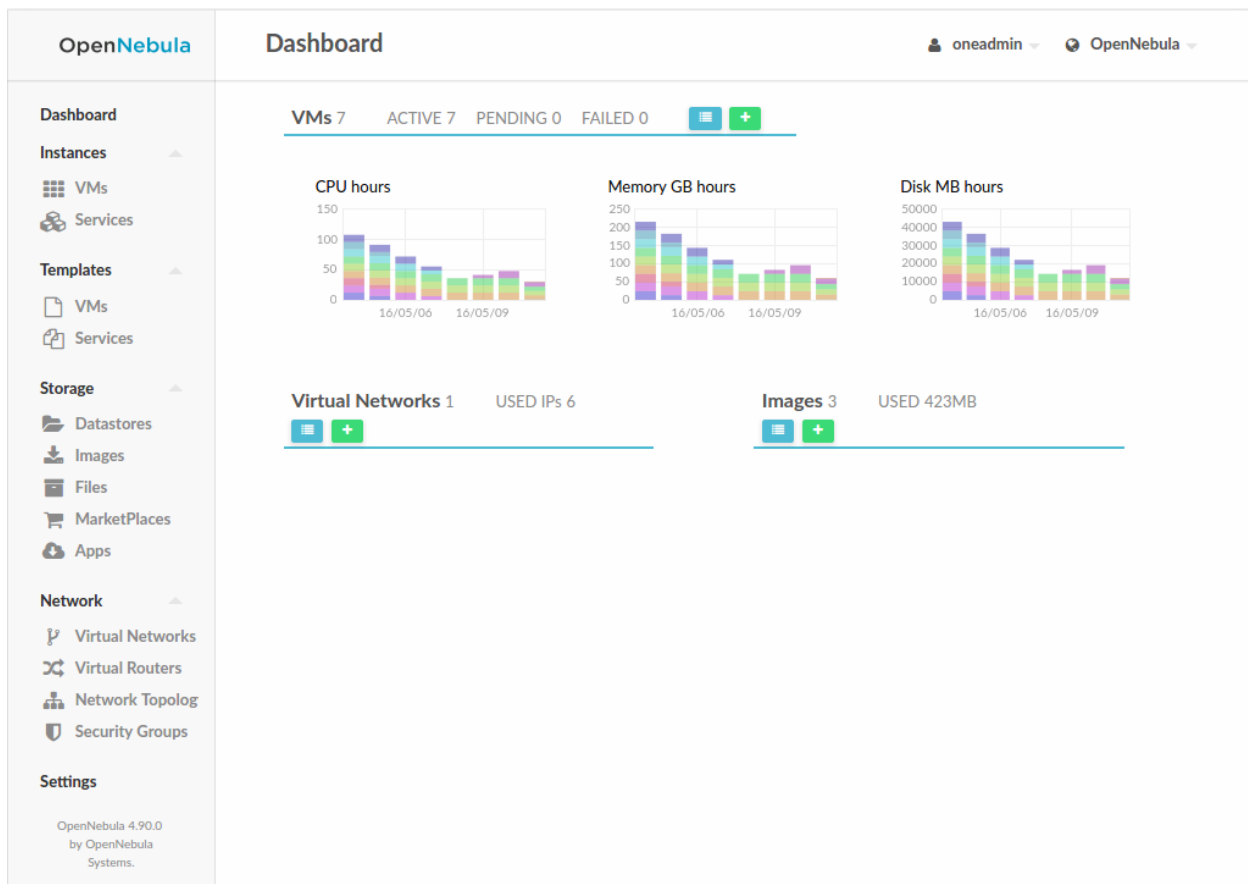 OpenNebula
Dashboard
oneadmin
OpenNebula
Dashboard
Instances
VMs
Services
Templates
VMs
Services
Storage
Datastores
Images
Files
MarketPlaces
Apps
Network
Virtual Networks
Virtual Routers
Network Topolog
Security Groups
Settings
OpenNebula 4.90.0
by OpenNebula
Systems.
VMs 7 ACTIVE 7 PENDING 0 FAILED 0
CPU hours
150
100
50
0
16/05/06 16/05/09
Memory GB hours
250
200
150
100
50
0
16/05/06 16/05/09
Disk MB hours
50000
40000
30000
20000
10000
0
16/05/06 16/05/09
Virtual Networks 1 USED IPs 6
Images 3 USED 423MB